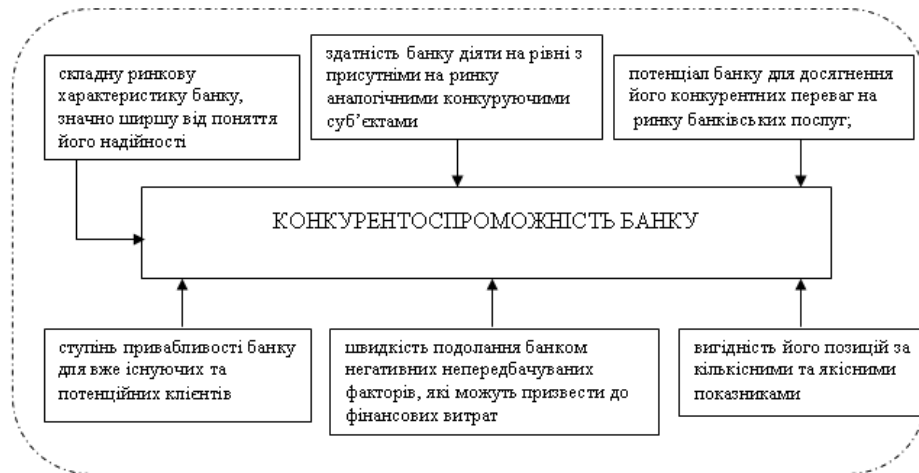 складну ринкову
характеристику банку,
значно ширшу від поняття
його надійності
здатність банку діяти на рівні з
присутніми на ринку
аналогічними конкуруючими
суб’єктами
потенціал банку для досягнення
його конкурентних переваг на
ринку банківських послуг;
КОНКУРЕНТОСПРОМОЖНІСТЬ БАНКУ
ступінь привабливості банку
для вже існуючих та
потенційних клієнтів
швидкість подолання банком
негативних непередбачуваних
факторів, які можуть призвести до
фінансових витрат
вигідність його позицій за
кількісними та якісними
показниками